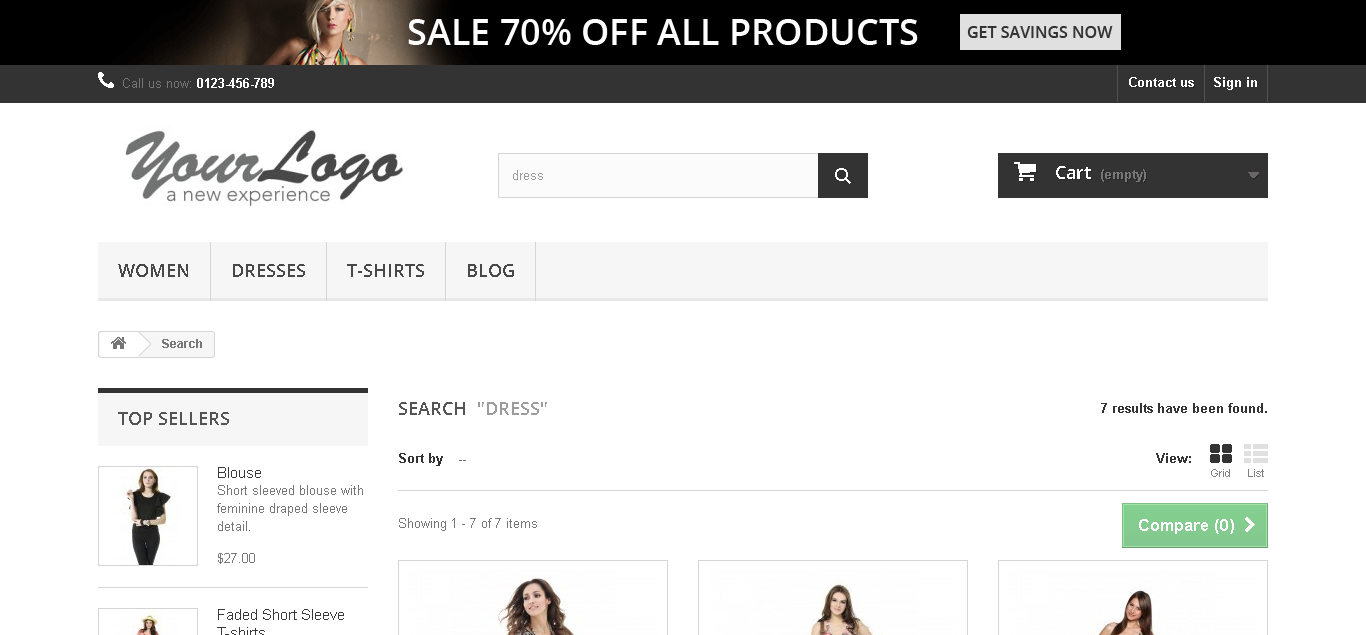 SALE 70% OFF ALL PRODUCTS
GET SAVINGS NOW
Call us now: 0123-456-789
Contact us
Sign in
YourLogo
a new experience
dress
Cart (empty)
WOMEN
DRESSES
T-SHIRTS
BLOG
Search
TOP SELLERS
Blouse
Short sleeved blouse with
feminine draped sleeve
detail.
$27.00
Faded Short Sleeve
T-shirts
SEARCH "DRESS"
7 results have been found.
Sort by --
View:
Grid
List
Showing 1 - 7 of 7 items
Compare (0)